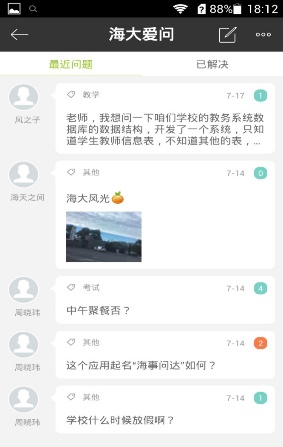 88% 18:12
海大爱问
最近问题 已解决
教学 7-17 1
老师，我想问一下咱们学校的教务系统数
据库的数据结构，开发了一个系统，只知
道学生教师信息表，不知道其他的表，...
风之子
其他 7-14 0
海大风光
海天之间
考试 7-14 4
中午聚餐否？
周晓玮
其他 7-14 2
这个应用起名“海事问达”如何？
周晓玮
其他 7-14 1
学校什么时候放假啊？
周晓玮